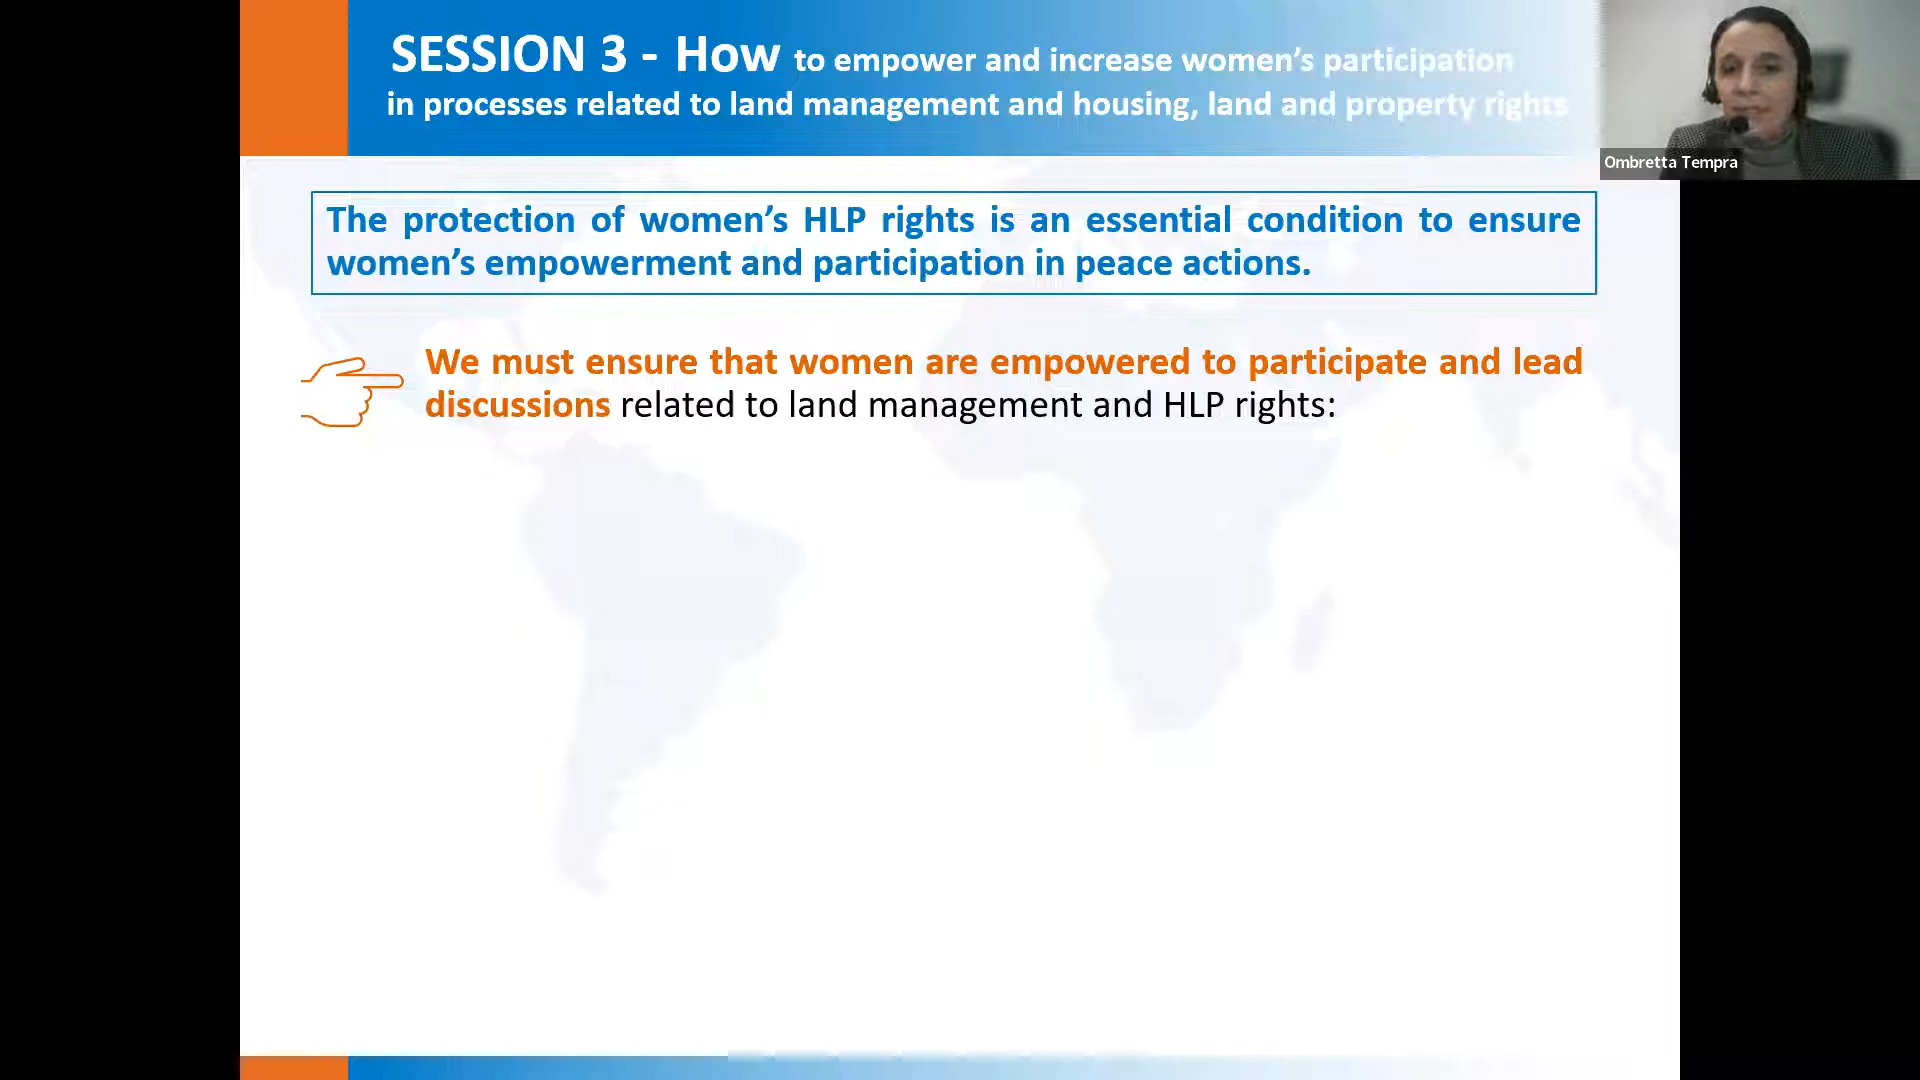 SESSION 3 - How to empower and increase women’s participation
in processes related to land management and housing, land and property rights
Ombretta Tempra
The protection of women’s HLP rights is an essential condition to ensure
women’s empowerment and participation in peace actions.
We must ensure that women are empowered to participate and lead
discussions related to land management and HLP rights: